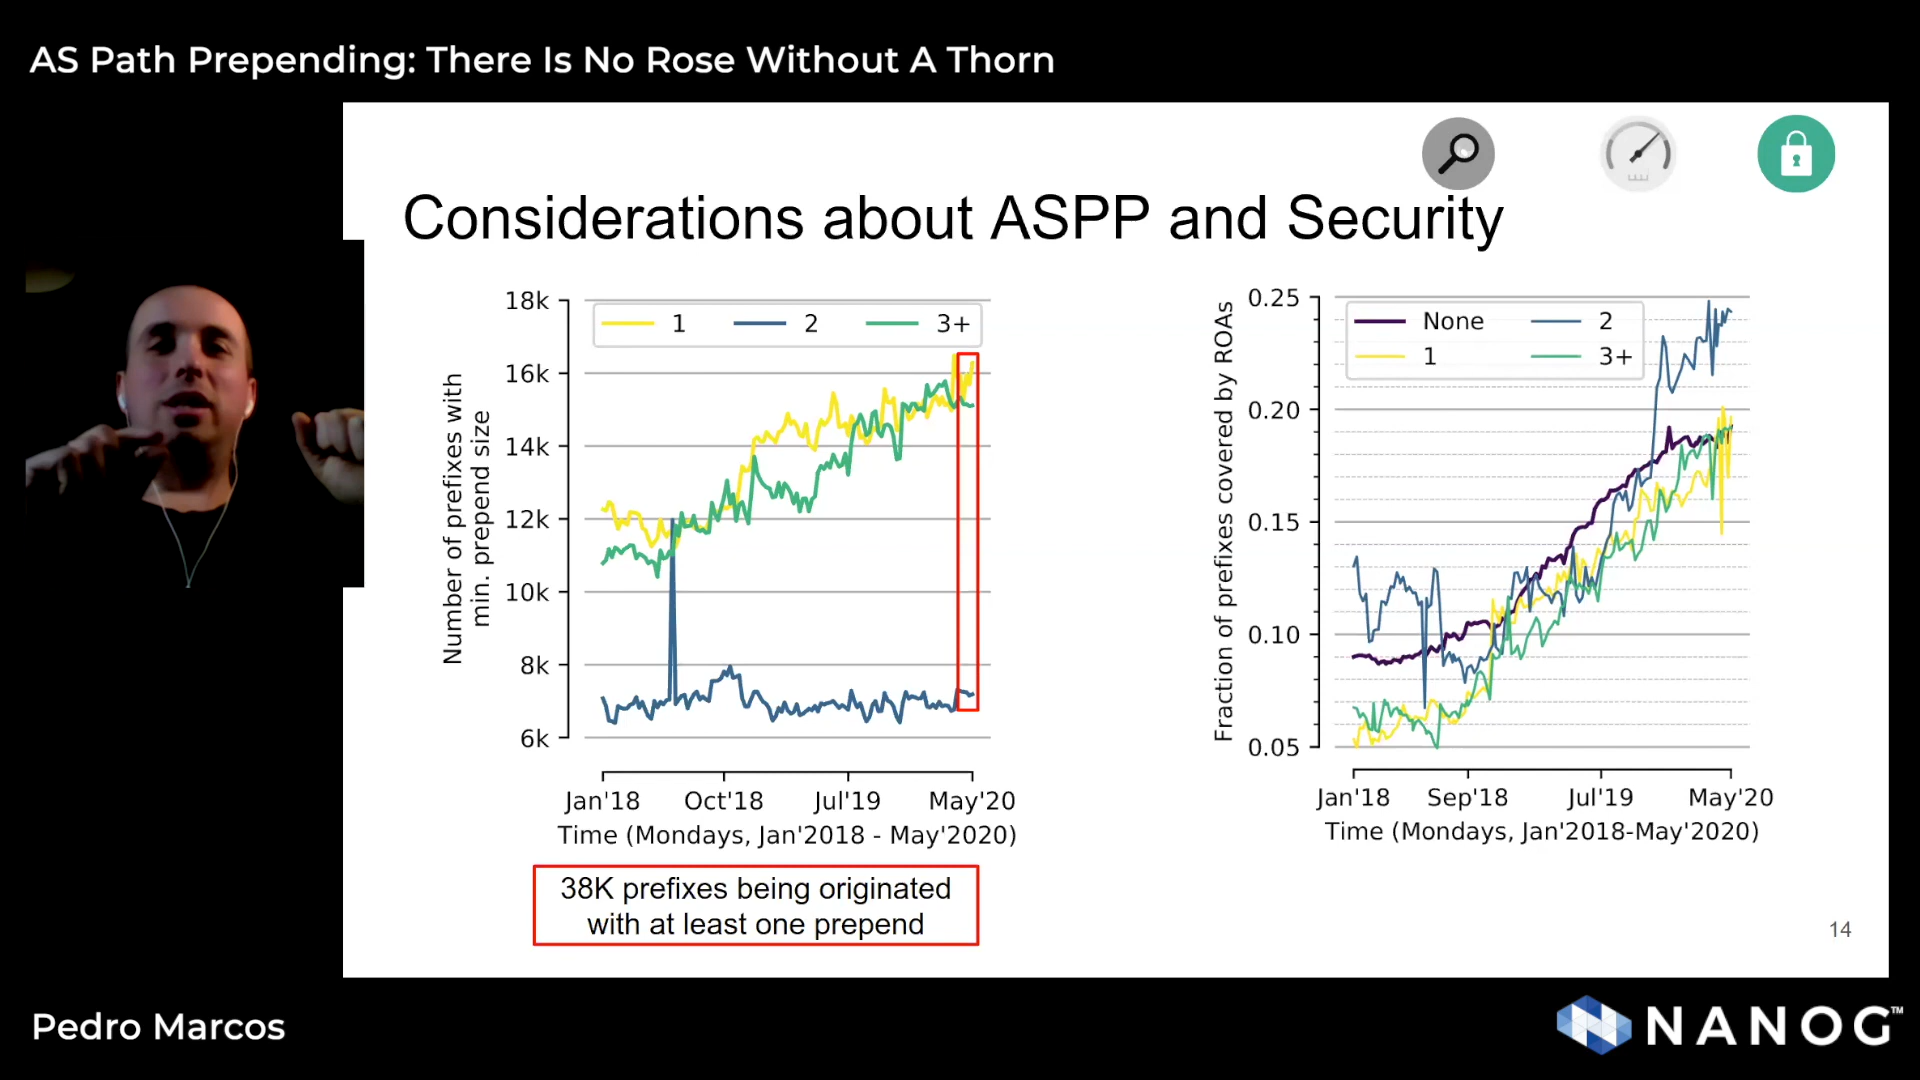 AS Path Prepending: There Is No Rose Without A Thorn
Considerations about ASPP and Security
18k
16k
14k
12k
10k
8k
6k
1
2
3+
Number of prefixes with
min. prepend size
Jan'18
Oct'18
Jul'19
May'20
Time (Mondays, Jan'2018 - May'2020)
38K prefixes being originated
with at least one prepend
0.25
0.20
0.15
0.10
0.05
None
2
1
3+
Fraction of prefixes covered by ROAs
Jan'18
Sep'18
Jul'19
May'20
Time (Mondays, Jan'2018-May'2020)
14
Pedro Marcos
NANOG™